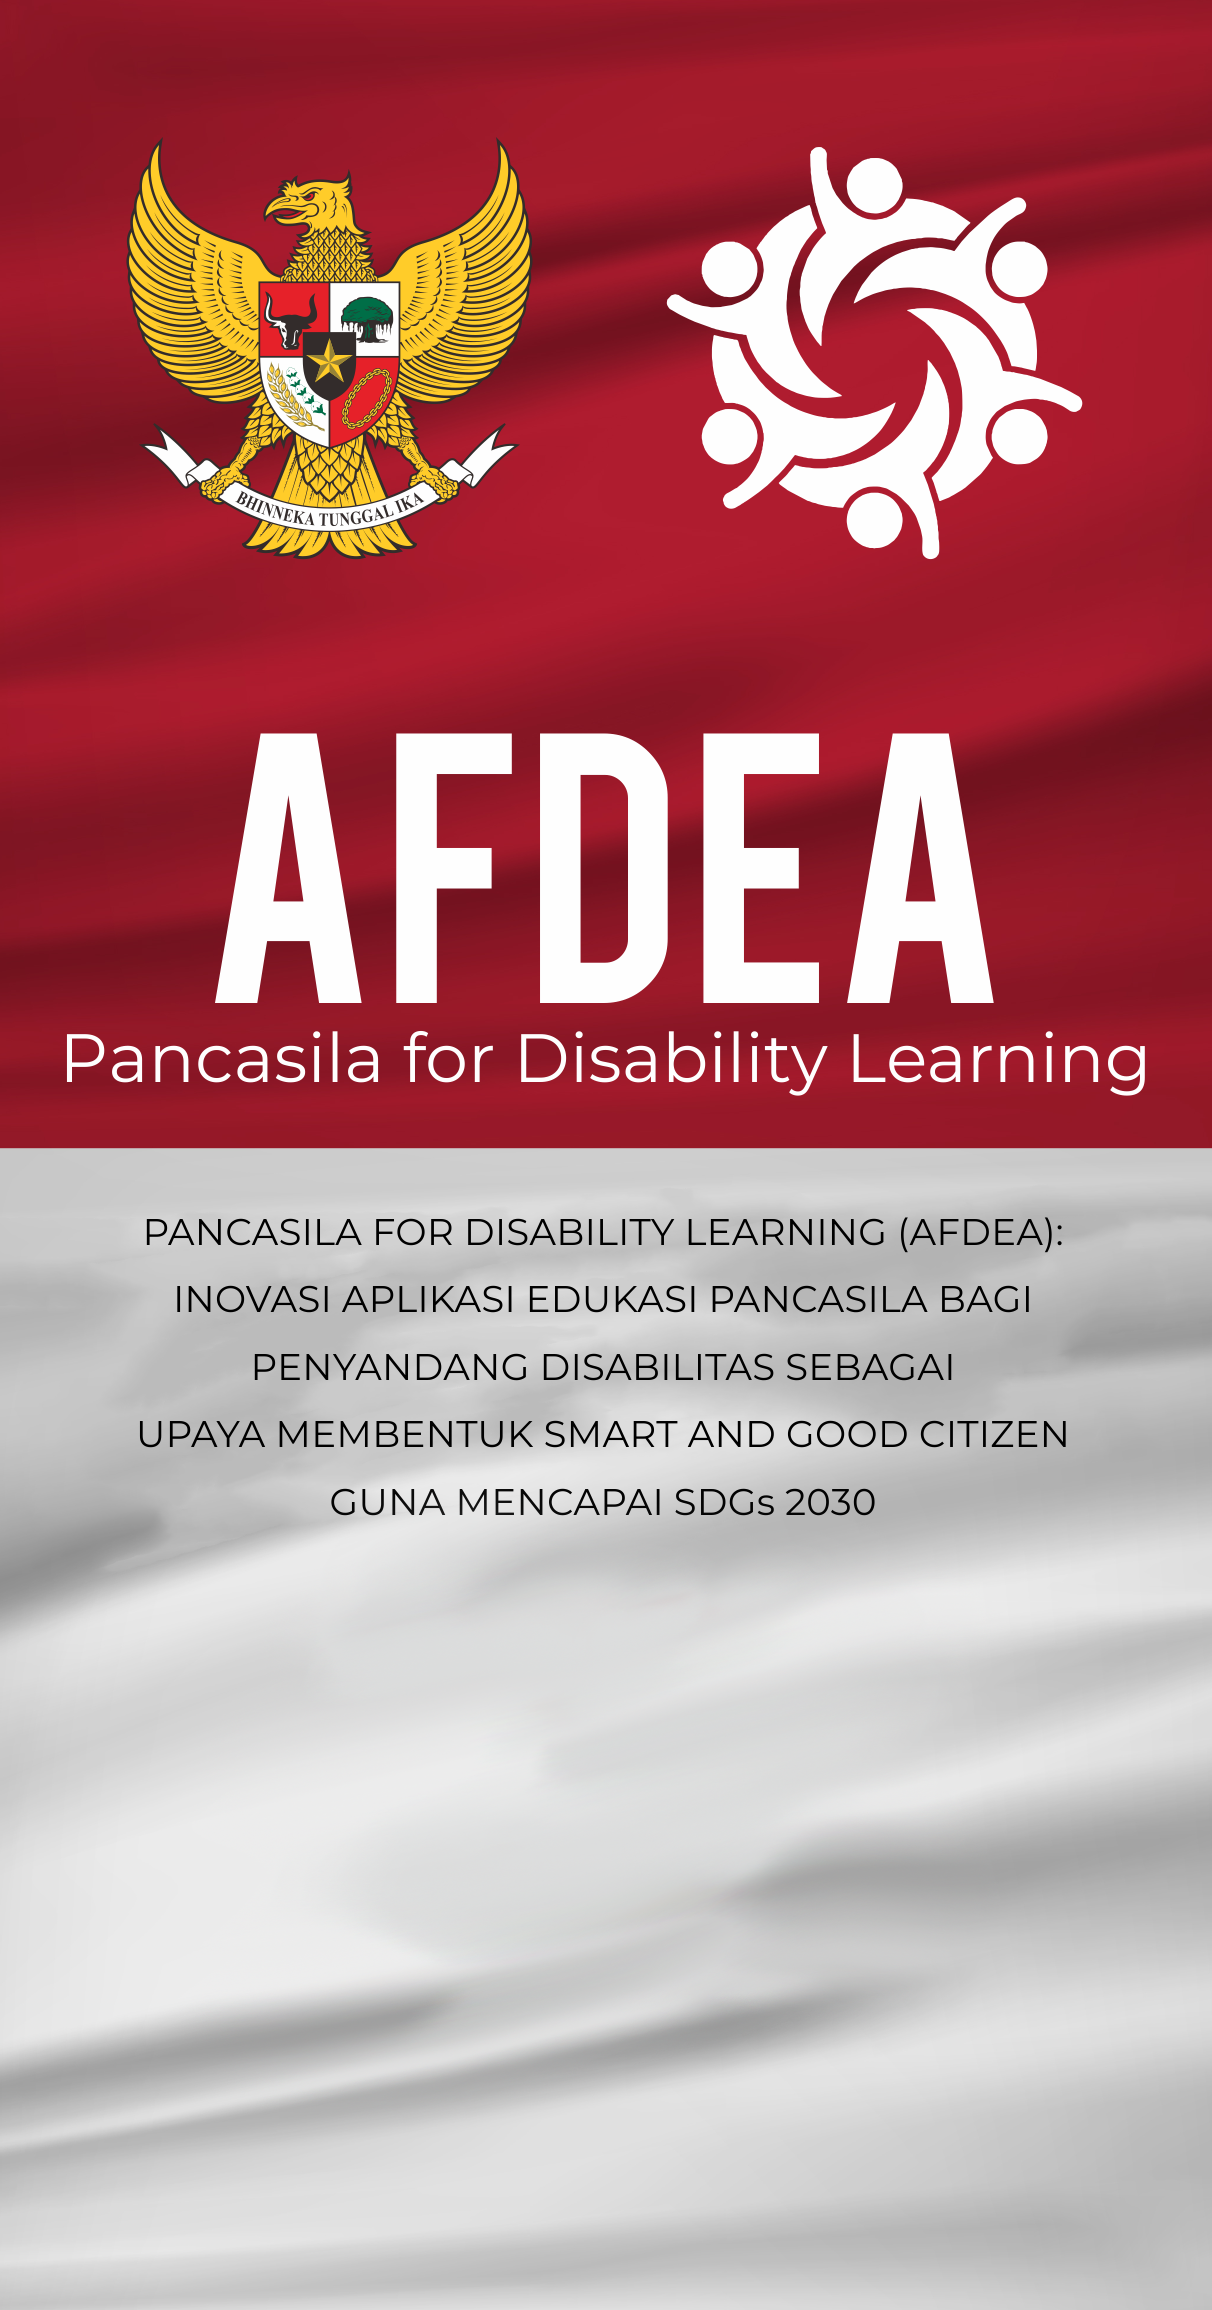 BHINNEKA TUNGGAL IKA
AFDEA
Pancasila for Disability Learning
PANCASILA FOR DISABILITY LEARNING (AFDEA):
INOVASI APLIKASI EDUKASI PANCASILA BAGI
PENYANDANG DISABILITAS SEBAGAI
UPAYA MEMBENTUK SMART AND GOOD CITIZEN
GUNA MENCAPAI SDGs 2030